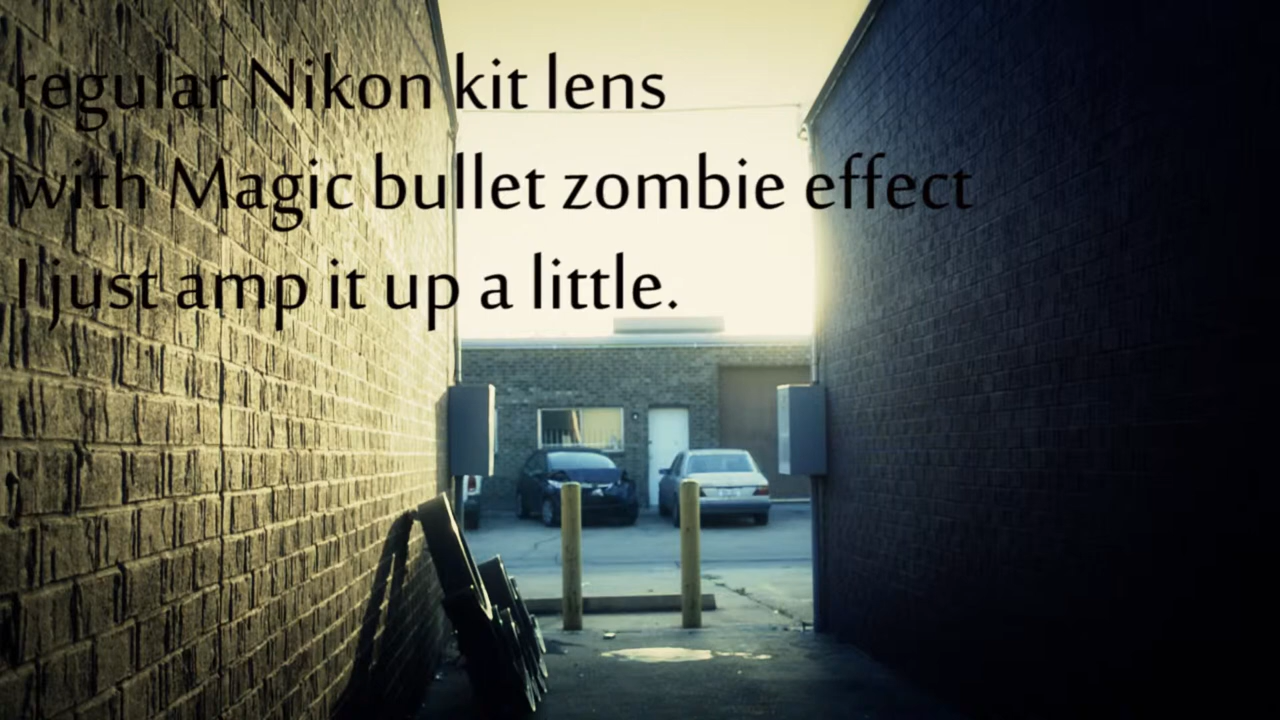 regular Nikon kit lens
with Magic bullet zombie effect
I just amp it up a little.